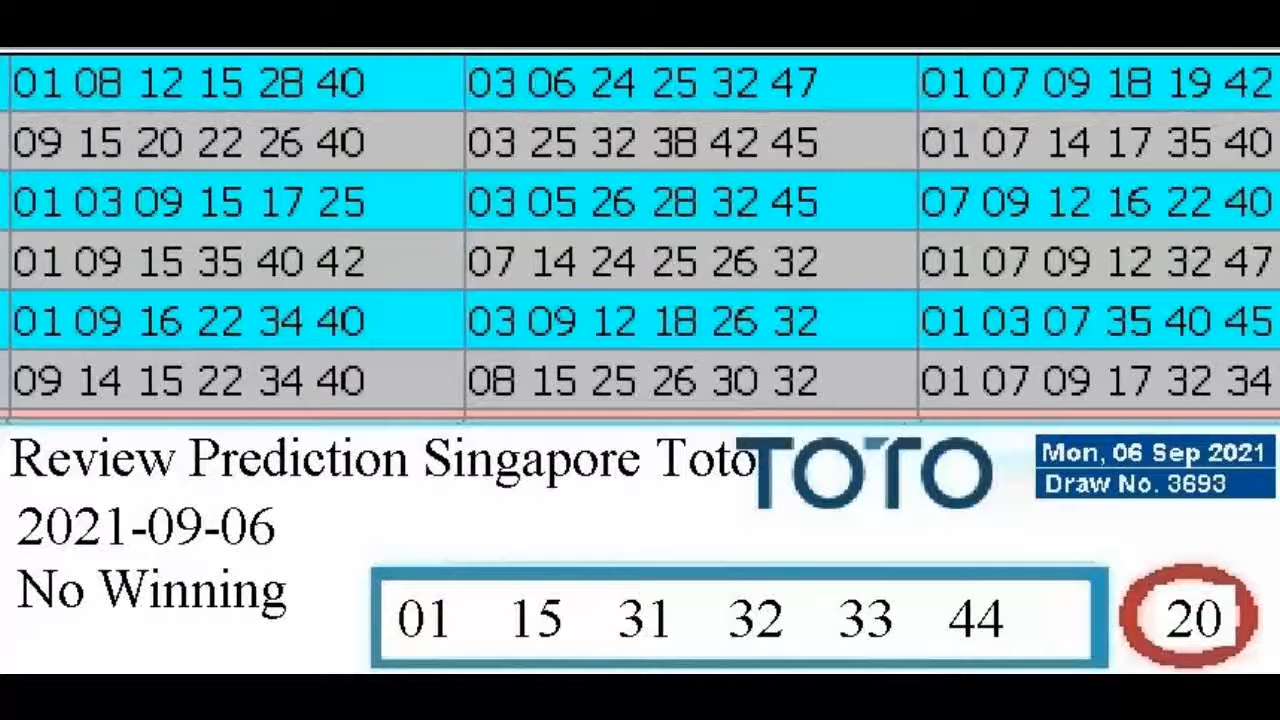 01 08 12 15 28 40 03 06 24 25 32 47 01 07 09 18 19 42
09 15 20 22 26 40 03 25 32 38 42 45 01 07 14 17 35 40
01 03 09 15 17 25 03 05 26 28 32 45 07 09 12 16 22 40
01 09 15 35 40 42 07 14 24 25 26 32 01 07 09 12 32 47
01 09 16 22 34 40 03 09 12 18 26 32 01 03 07 35 40 45
09 14 15 22 34 40 08 15 25 26 30 32 01 07 09 17 32 34
Review Prediction Singapore Toto
TOTO
Mon, 06 Sep 2021
Draw No. 3693
2021-09-06
No Winning
01 15 31 32 33 44 20